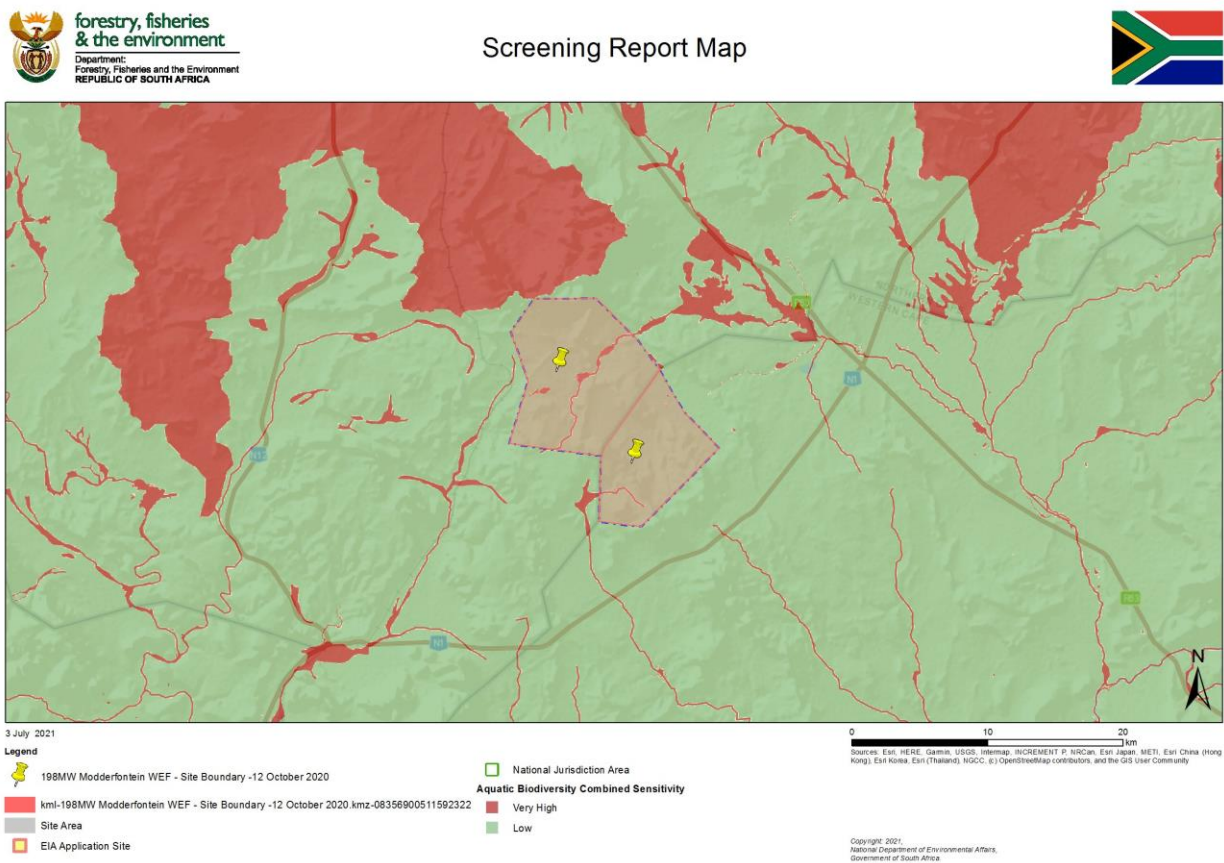 forestry, fisheries
& the environment
Department:
Forestry, Fisheries and the Environment
REPUBLIC OF SOUTH AFRICA
Screening Report Map
WESTERN CAPE
N1
N12
R63
N1
N
3 July 2021
Legend
198MW Modderfontein WEF - Site Boundary -12 October 2020
kml-198MW Modderfontein WEF - Site Boundary -12 October 2020.kmz-08356900511592322
Site Area
EIA Application Site
National Jurisdiction Area
Aquatic Biodiversity Combined Sensitivity
Very High
Low
0 10 20
km
Sources: Esri, HERE, Garmin, USGS, Intermap, INCREMENT P, NRCan, Esri Japan, METI, Esri China (Hong
Kong), Esri Korea, Esri (Thailand), NGCC, (c) OpenStreetMap contributors, and the GIS User Community
Copyright: 2021,
National Department of Environmental Affairs,
Government of South Africa